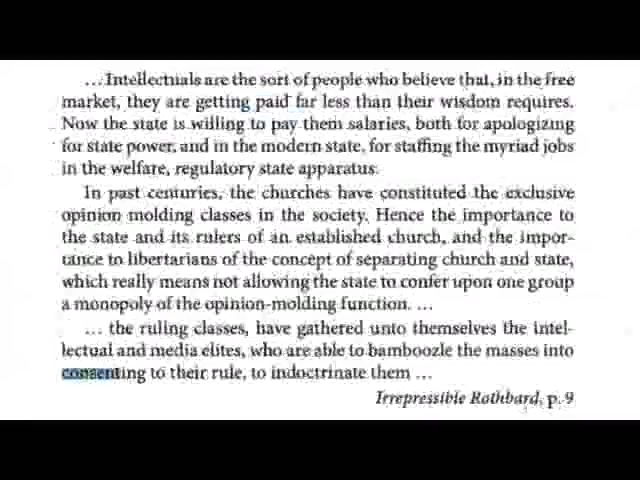 ... Intellectuals are the sort of people who believe that, in the free
market, they are getting paid far less than their wisdom requires.
Now the state is willing to pay them salaries, both for apologizing
for state power, and in the modern state, for staffing the myriad jobs
in the welfare, regulatory state apparatus.
In past centuries, the churches have constituted the exclusive
opinion molding classes in the society. Hence the importance to
the state and its rulers of an established church, and the impor-
tance to libertarians of the concept of separating church and state,
which really means not allowing the state to confer upon one group
a monopoly of the opinion-molding function. ...
... the ruling classes, have gathered unto themselves the intel-
lectual and media elites, who are able to bamboozle the masses into
consenting to their rule, to indoctrinate them ...
Irrepressible Rothbard, p. 9